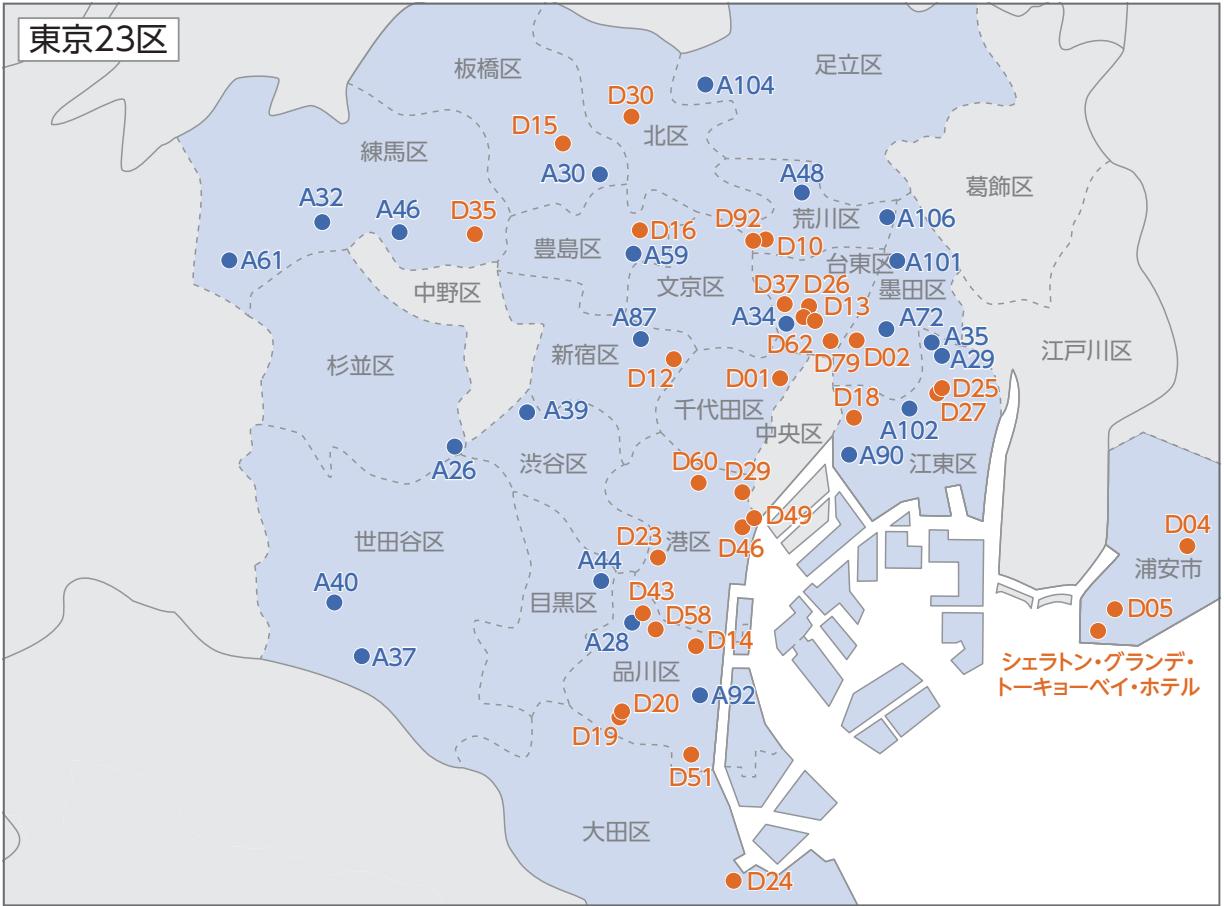 東京23区
板橋区
足立区
A104
D30
D15
北区
練馬区
A30
A48
葛飾区
A32
A46
D35
D16
D92
荒川区
A106
D10
豊島区
A59
台東区
A101
A61
文京区
墨田区
中野区
D37
D26
D13
A34
A87
A72
A35
D62
D79
D02
A29
新宿区
江戸川区
杉並区
D12
D01
D25
D27
D18
A39
千代田区
A102
中央区
A90
A26
渋谷区
D60
D29
江東区
D49
D04
世田谷区
D23
港区
D46
A44
浦安市
A40
目黒区
D43
D58
D05
A28
D14
A37
品川区
シェラトン・グランデ・
トーキョーベイ・ホテル
A92
D20
D19
D51
大田区
D24